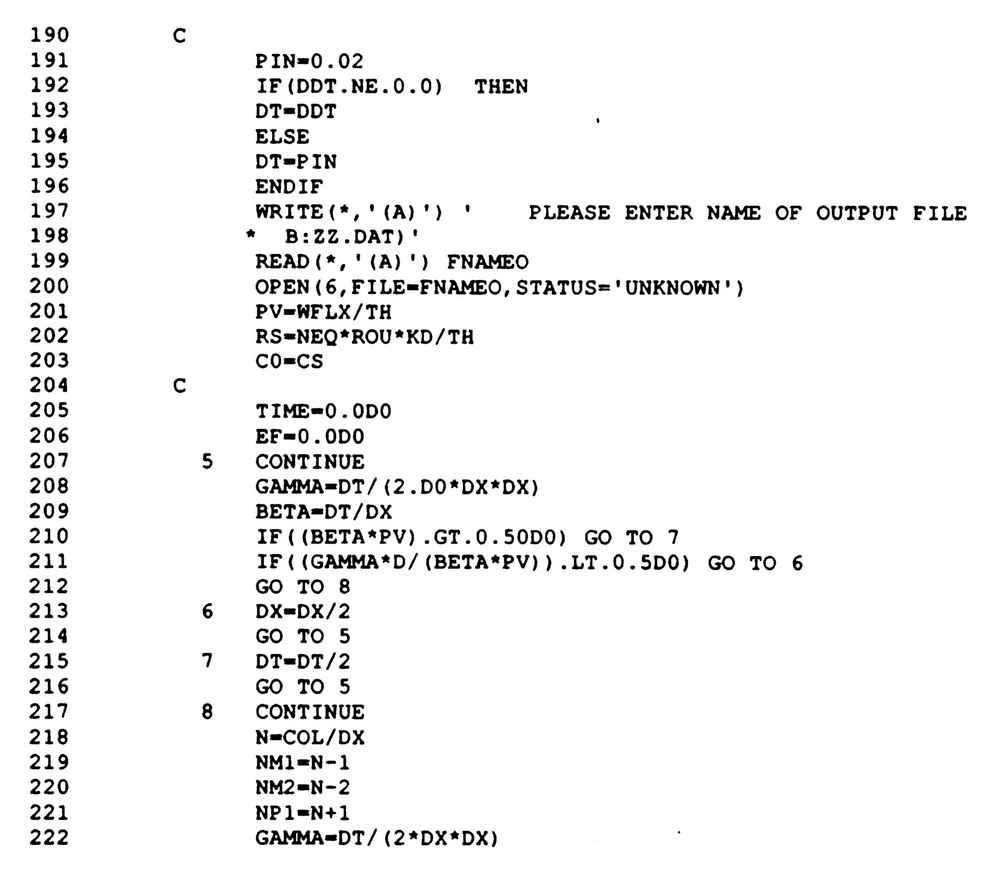 190 C
191 PIN=0.02
192 IF(DDT.NE.0.0) THEN
193 DT=DDT
194 ELSE
195 DT=PIN
196 ENDIF
197 WRITE(*,'(A)') ' PLEASE ENTER NAME OF OUTPUT FILE
198 * B:ZZ.DAT)'
199 READ(*,'(A)') FNAMEO
200 OPEN(6,FILE=FNAMEO,STATUS='UNKNOWN')
201 PV=WFLX/TH
202 RS=NEQ*ROU*KD/TH
203 C0=CS
204 C
205 TIME=0.0D0
206 EF=0.0D0
207 5 CONTINUE
208 GAMMA=DT/(2.D0*DX*DX)
209 BETA=DT/DX
210 IF((BETA*PV).GT.0.50D0) GO TO 7
211 IF((GAMMA*D/(BETA*PV)).LT.0.5D0) GO TO 6
212 GO TO 8
213 6 DX=DX/2
214 GO TO 5
215 7 DT=DT/2
216 GO TO 5
217 8 CONTINUE
218 N=COL/DX
219 NM1=N-1
220 NM2=N-2
221 NP1=N+1
222 GAMMA=DT/(2*DX*DX)